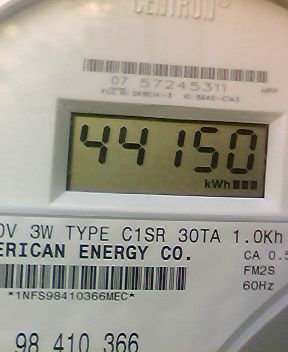 CENTRON®
07 57245311
44150
kWh
0V 3W TYPE C1SR 30TA 1.0Kh
ERICAN ENERGY CO.
CA 0.5
FM2S
60Hz
*1NFS98410366MEC*
98 410 366